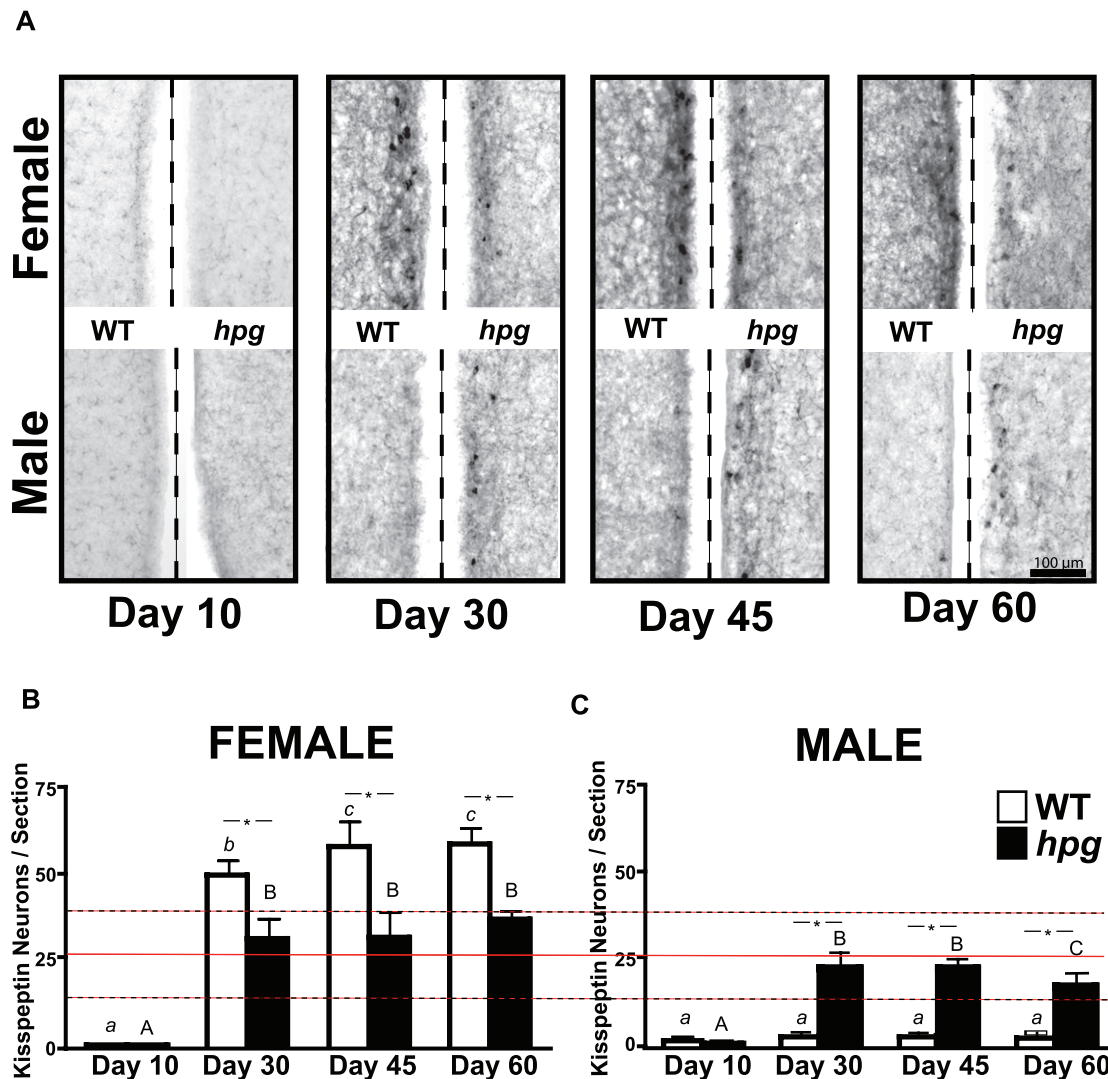 A
Female
WT hpg WT hpg WT hpg WT hpg
Male
100 µm
Day 10 Day 30 Day 45 Day 60
B
FEMALE
Kisspeptin Neurons / Section
75
50
25
0
a A
b * B
c * B
c * B
Day 10 Day 30 Day 45 Day 60
C
MALE
Kisspeptin Neurons / Section
75
50
25
0
WT
hpg
a A
a * B
a * B
a * C
Day 10 Day 30 Day 45 Day 60